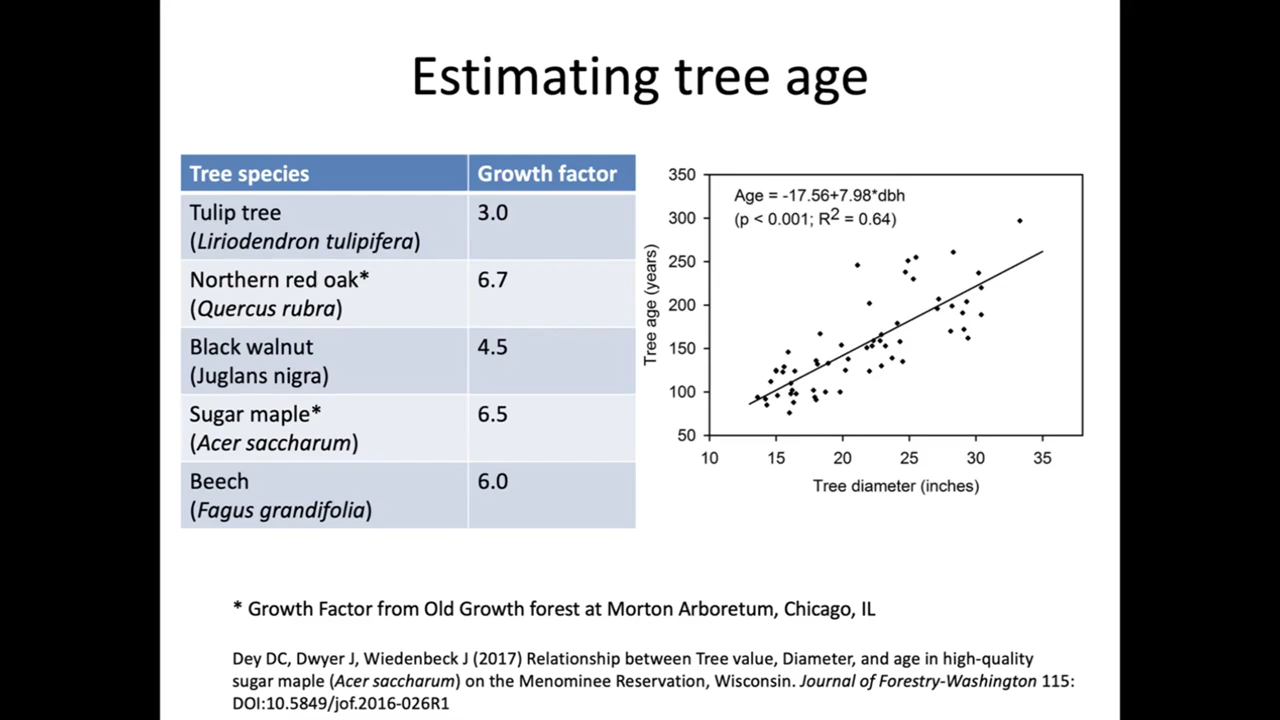 Estimating tree age
Tree species Growth factor
Tulip tree 3.0
(Liriodendron tulipifera)
Northern red oak* 6.7
(Quercus rubra)
Black walnut 4.5
(Juglans nigra)
Sugar maple* 6.5
(Acer saccharum)
Beech 6.0
(Fagus grandifolia)
Age = -17.56+7.98*dbh
(p < 0.001; R2 = 0.64)
Tree age (years)
350
300
250
200
150
100
50
10 15 20 25 30 35
Tree diameter (inches)
* Growth Factor from Old Growth forest at Morton Arboretum, Chicago, IL
Dey DC, Dwyer J, Wiedenbeck J (2017) Relationship between Tree value, Diameter, and age in high-quality
sugar maple (Acer saccharum) on the Menominee Reservation, Wisconsin. Journal of Forestry-Washington 115:
DOI:10.5849/jof.2016-026R1